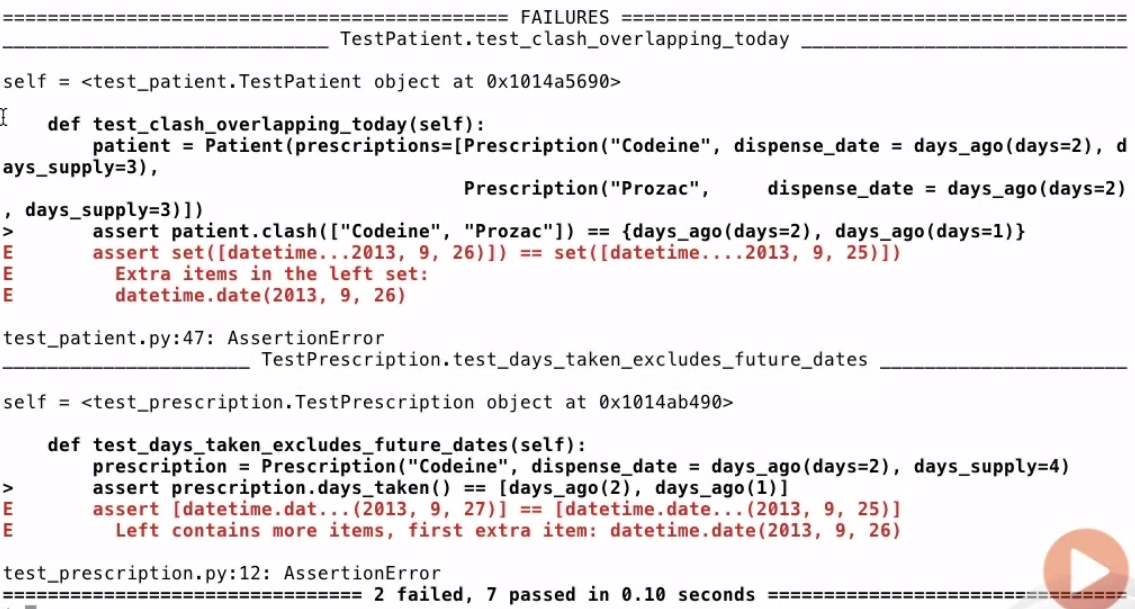 ============================================= FAILURES =============================================
_____________________________ TestPatient.test_clash_overlapping_today _____________________________
self = <test_patient.TestPatient object at 0x1014a5690>
    def test_clash_overlapping_today(self):
        patient = Patient(prescriptions=[Prescription("Codeine", dispense_date = days_ago(days=2), d
ays_supply=3),
                                         Prescription("Prozac",     dispense_date = days_ago(days=2)
, days_supply=3)])
>       assert patient.clash(["Codeine", "Prozac"]) == {days_ago(days=2), days_ago(days=1)}
E       assert set([datetime...2013, 9, 26)]) == set([datetime....2013, 9, 25)])
E         Extra items in the left set:
E         datetime.date(2013, 9, 26)
test_patient.py:47: AssertionError
______________________ TestPrescription.test_days_taken_excludes_future_dates ______________________
self = <test_prescription.TestPrescription object at 0x1014ab490>
    def test_days_taken_excludes_future_dates(self):
        prescription = Prescription("Codeine", dispense_date = days_ago(days=2), days_supply=4)
>       assert prescription.days_taken() == [days_ago(2), days_ago(1)]
E       assert [datetime.dat...(2013, 9, 27)] == [datetime.date...(2013, 9, 25)]
E         Left contains more items, first extra item: datetime.date(2013, 9, 26)
test_prescription.py:12: AssertionError
================================ 2 failed, 7 passed in 0.10 seconds ================================